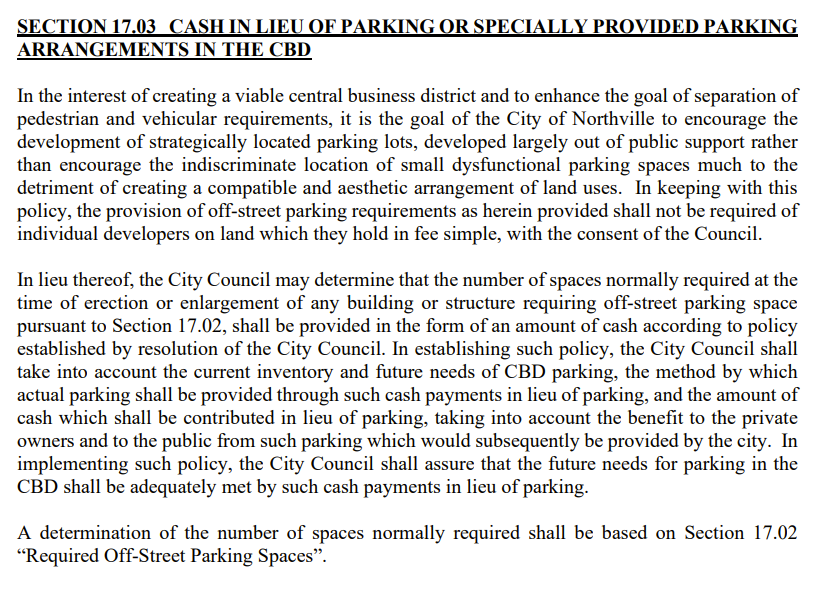 SECTION 17.03 CASH IN LIEU OF PARKING OR SPECIALLY PROVIDED PARKING
ARRANGEMENTS IN THE CBD
In the interest of creating a viable central business district and to enhance the goal of separation of
pedestrian and vehicular requirements, it is the goal of the City of Northville to encourage the
development of strategically located parking lots, developed largely out of public support rather
than encourage the indiscriminate location of small dysfunctional parking spaces much to the
detriment of creating a compatible and aesthetic arrangement of land uses.  In keeping with this
policy, the provision of off-street parking requirements as herein provided shall not be required of
individual developers on land which they hold in fee simple, with the consent of the Council.
In lieu thereof, the City Council may determine that the number of spaces normally required at the
time of erection or enlargement of any building or structure requiring off-street parking space
pursuant to Section 17.02, shall be provided in the form of an amount of cash according to policy
established by resolution of the City Council. In establishing such policy, the City Council shall
take into account the current inventory and future needs of CBD parking, the method by which
actual parking shall be provided through such cash payments in lieu of parking, and the amount of
cash which shall be contributed in lieu of parking, taking into account the benefit to the private
owners and to the public from such parking which would subsequently be provided by the city.  In
implementing such policy, the City Council shall assure that the future needs for parking in the
CBD shall be adequately met by such cash payments in lieu of parking.
A determination of the number of spaces normally required shall be based on Section 17.02
“Required Off-Street Parking Spaces”.